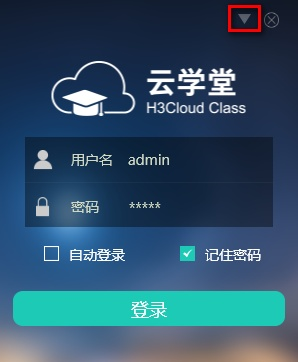 云学堂
H3Cloud Class
用户名 admin
密码 *****
自动登录 记住密码
登录